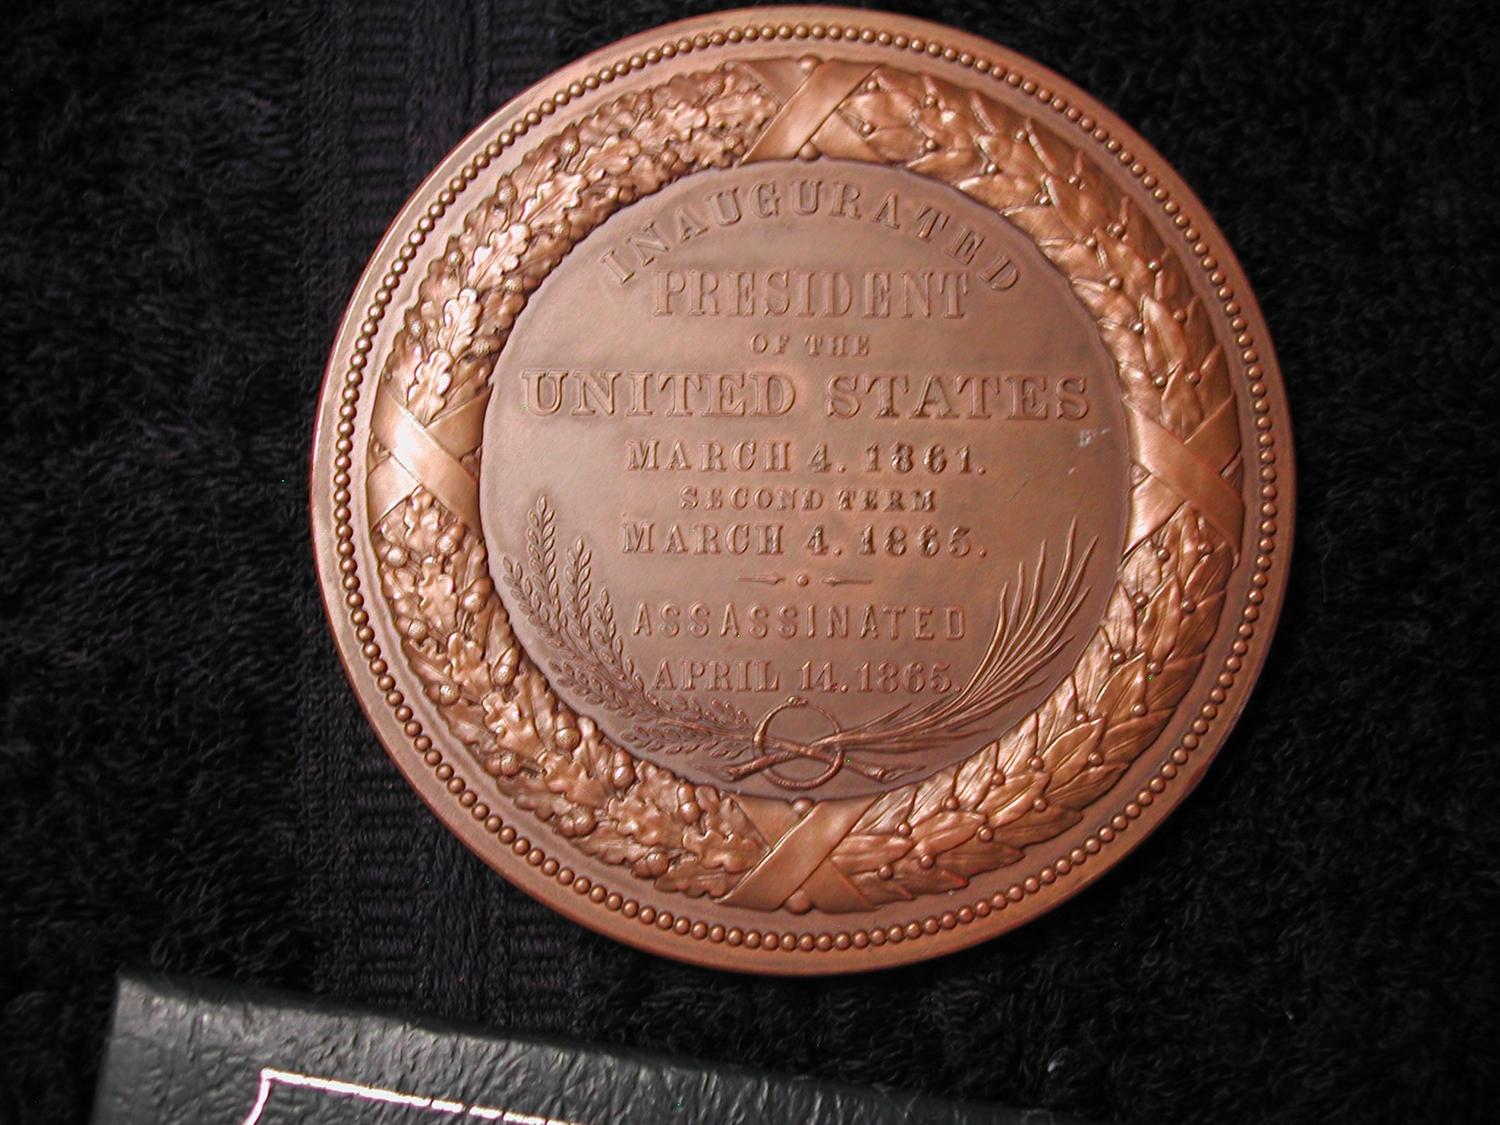 INAUGURATED
PRESIDENT
OF THE
UNITED STATES
MARCH 4. 1861.
SECOND TERM
MARCH 4. 1865.
ASSASSINATED
APRIL 14. 1865.